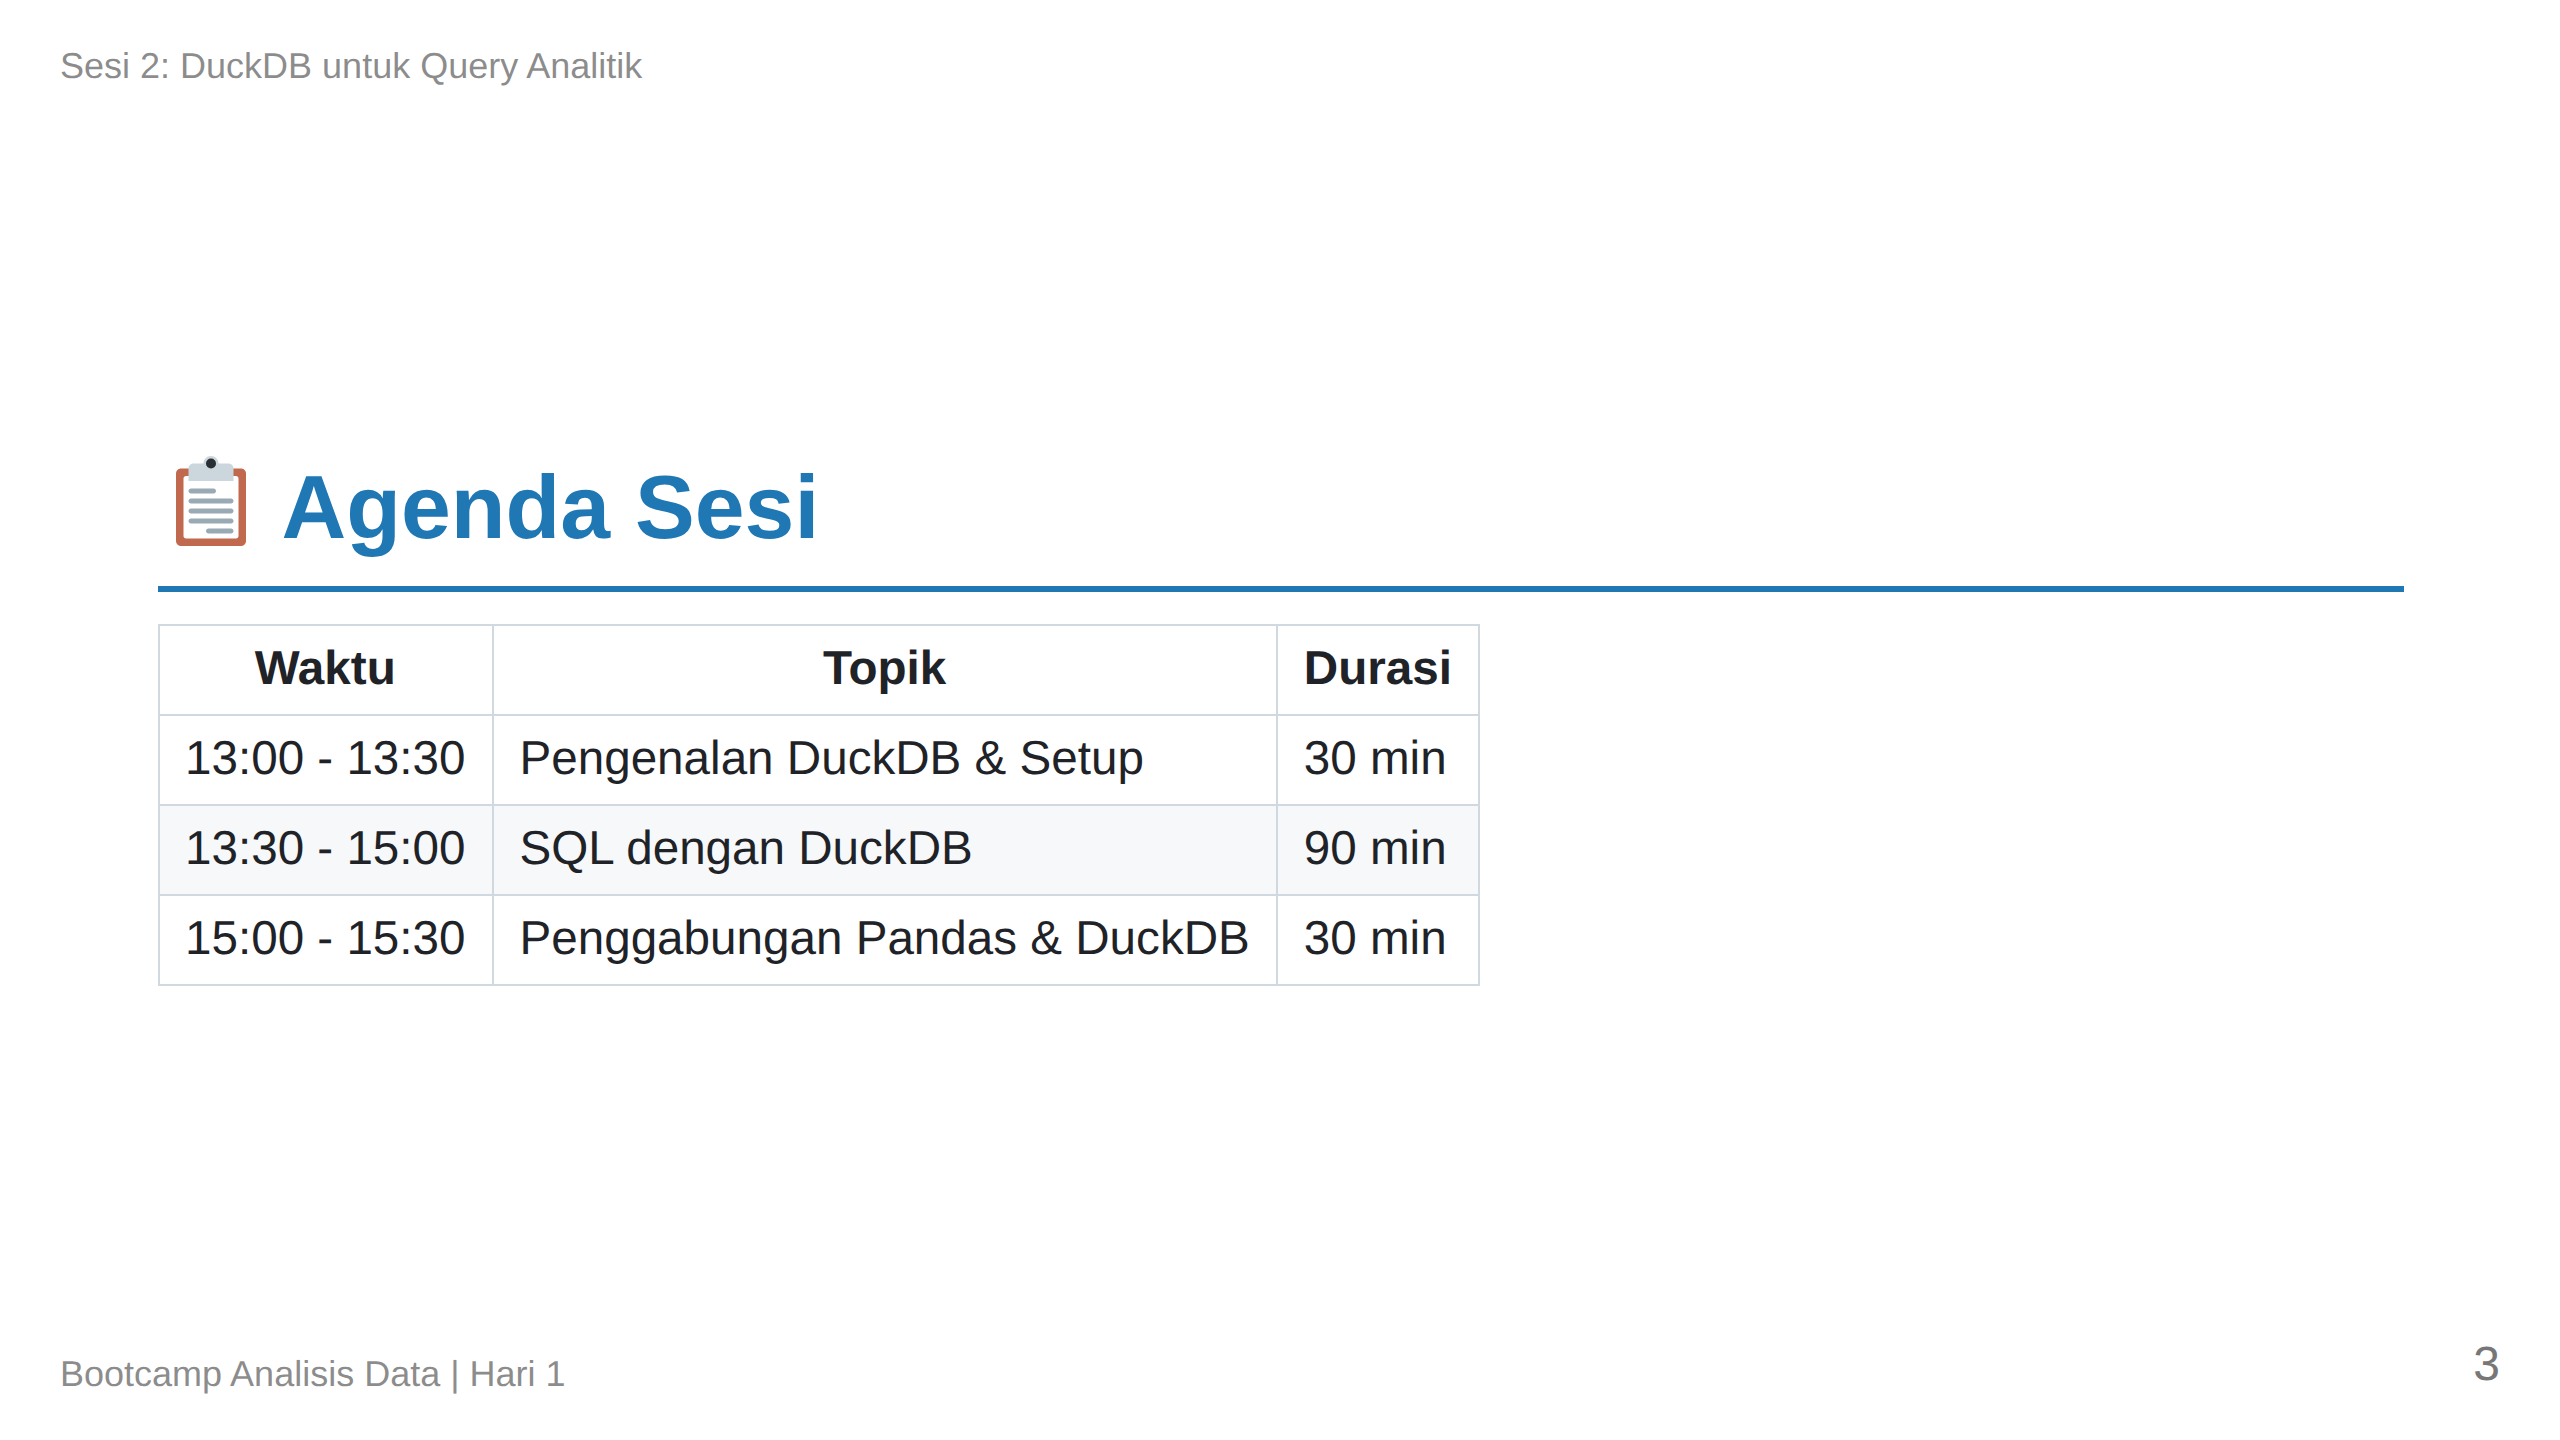 Sesi 2: DuckDB untuk Query Analitik
Agenda Sesi
Waktu Topik Durasi
13:00 - 13:30 Pengenalan DuckDB & Setup 30 min
13:30 - 15:00 SQL dengan DuckDB 90 min
15:00 - 15:30 Penggabungan Pandas & DuckDB 30 min
Bootcamp Analisis Data | Hari 1
3